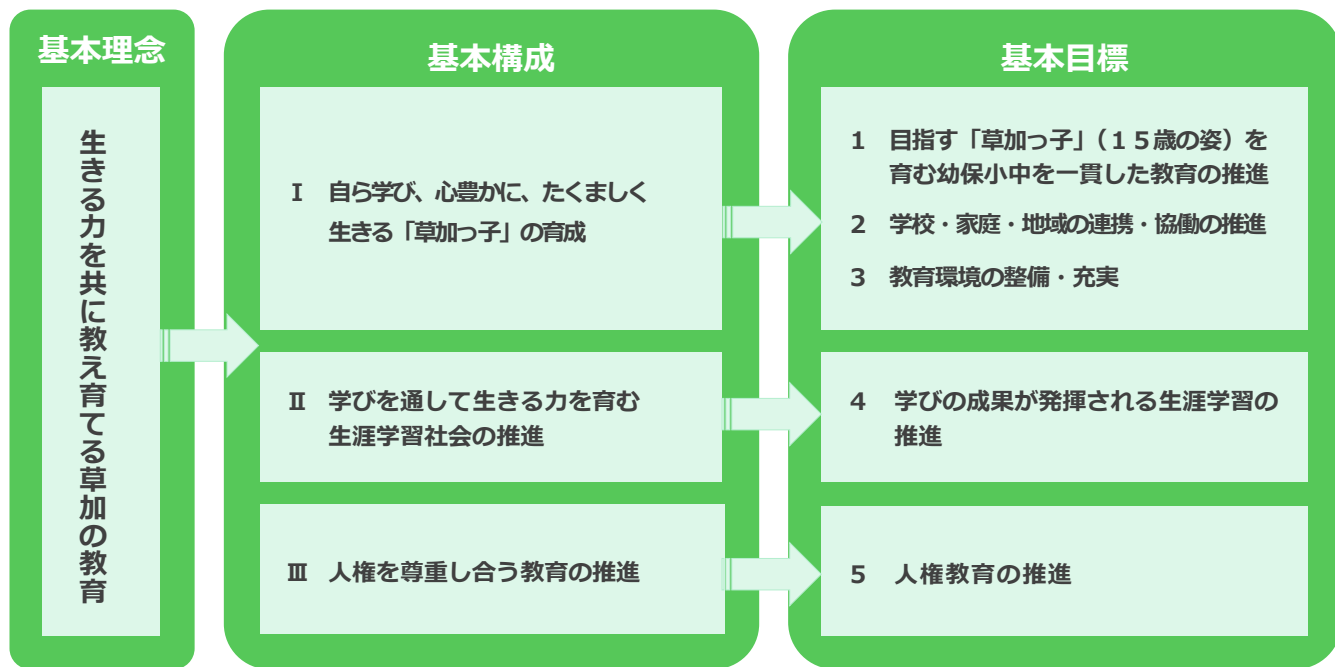 基本理念
生きる力を共に教え育てる草加の教育
基本構成
Ⅰ 自ら学び、心豊かに、たくましく
生きる「草加っ子」の育成
Ⅱ 学びを通して生きる力を育む
生涯学習社会の推進
Ⅲ 人権を尊重し合う教育の推進
基本目標
1 目指す「草加っ子」（１５歳の姿）を
育む幼保小中を一貫した教育の推進
2 学校・家庭・地域の連携・協働の推進
3 教育環境の整備・充実
4 学びの成果が発揮される生涯学習の
推進
5 人権教育の推進